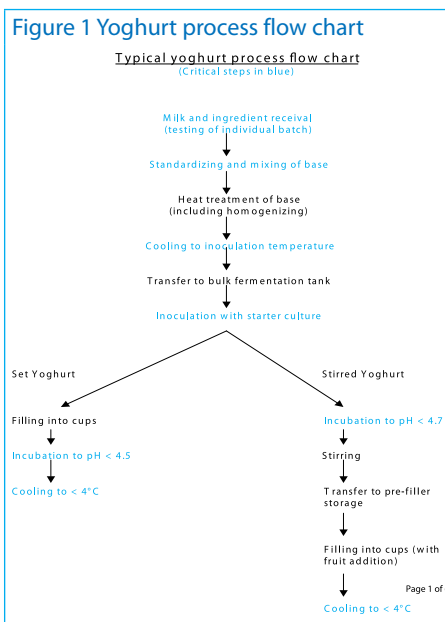 Figure 1 Yoghurt process flow chart
Typical yoghurt process flow chart
(Critical steps in blue)
Milk and ingredient receival
(testing of individual batch)
Standardizing and mixing of base
Heat treatment of base
(including homogenizing)
Cooling to inoculation temperature
Transfer to bulk fermentation tank
Inoculation with starter culture
Set Yoghurt
Filling into cups
Incubation to pH < 4.5
Cooling to < 4°C
Stirred Yoghurt
Incubation to pH < 4.7
Stirring
Transfer to pre-filler
storage
Filling into cups (with
fruit addition)
Page 1 of
Cooling to < 4°C